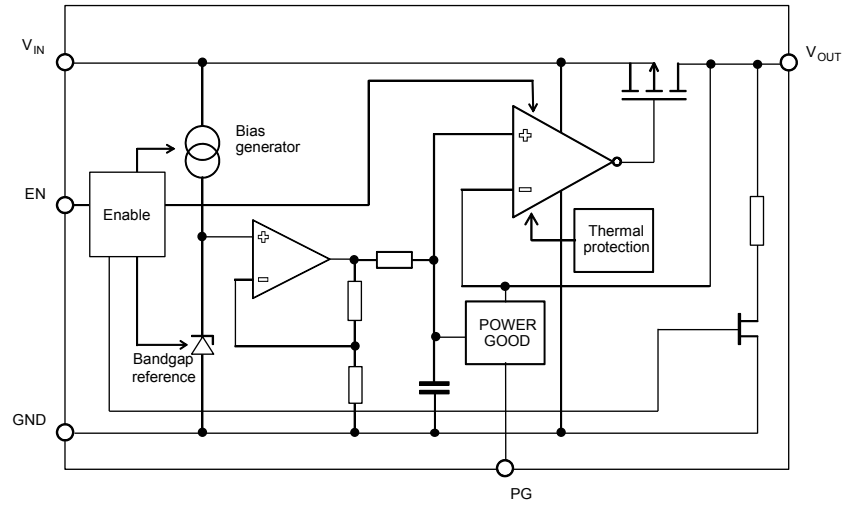 VIN
VOUT
Bias
generator
EN
Enable
Thermal
protection
POWER
GOOD
Bandgap
reference
GND
PG